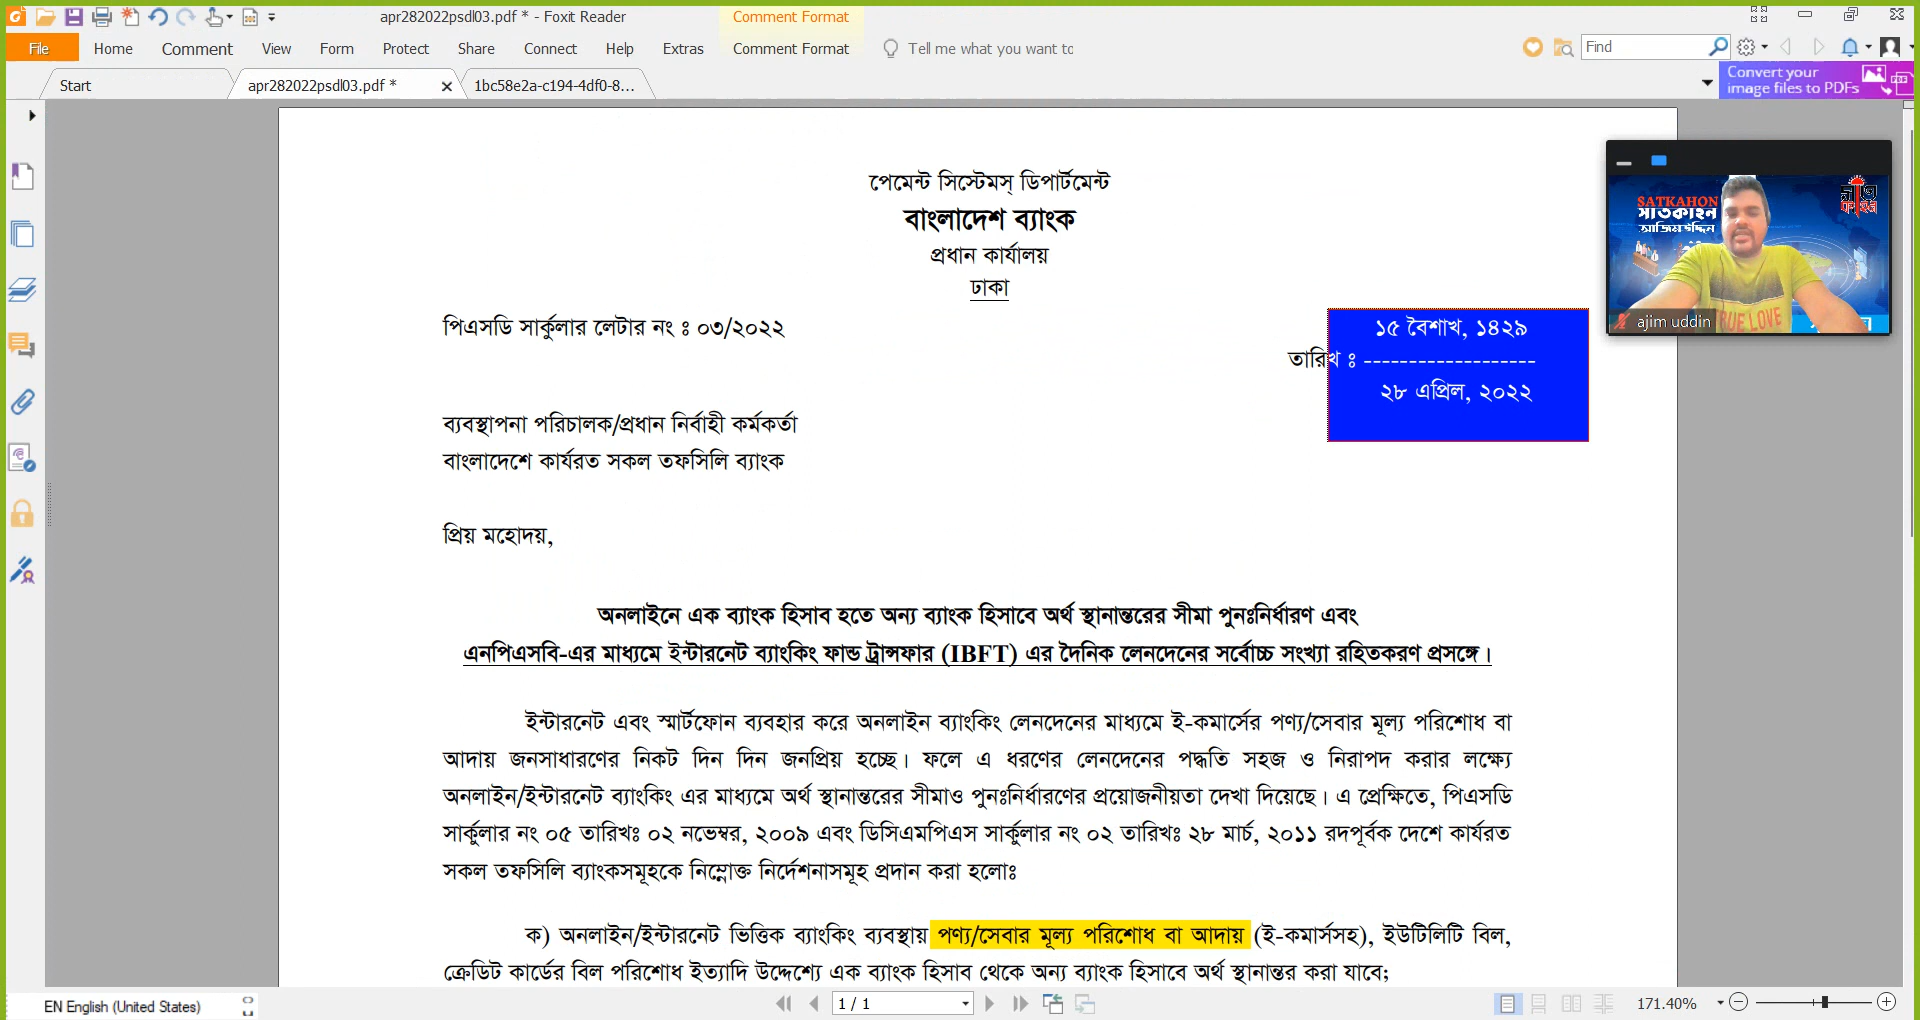 apr282022psdl03.pdf * - Foxit Reader
Comment Format
File
Home
Comment
View
Form
Protect
Share
Connect
Help
Extras
Comment Format
Tell me what you want to
Find
Start
apr282022psdl03.pdf *
1bc58e2a-c194-4df0-8...
Convert your
image files to PDFs
পেমেন্ট সিস্টেমস্ ডিপার্টমেন্ট
বাংলাদেশ ব্যাংক
প্রধান কার্যালয়
ঢাকা
পিএসডি সার্কুলার লেটার নং ঃ ০৩/২০২২
১৫ বৈশাখ, ১৪২৯
তারিখ ঃ -------------------
২৮ এপ্রিল, ২০২২
SATKAHON
সাতকাহন
আজিম উদ্দিন
সাত
কাহন
TRUE LOVE
ajim uddin
ব্যবস্থাপনা পরিচালক/প্রধান নির্বাহী কর্মকর্তা
বাংলাদেশে কার্যরত সকল তফসিলি ব্যাংক
প্রিয় মহোদয়,
অনলাইনে এক ব্যাংক হিসাব হতে অন্য ব্যাংক হিসাবে অর্থ স্থানান্তরের সীমা পুনঃনির্ধারণ এবং
এনপিএসবি-এর মাধ্যমে ইন্টারনেট ব্যাংকিং ফান্ড ট্রান্সফার (IBFT) এর দৈনিক লেনদেনের সর্বোচ্চ সংখ্যা রহিতকরণ প্রসঙ্গে।
ইন্টারনেট এবং স্মার্টফোন ব্যবহার করে অনলাইন ব্যাংকিং লেনদেনের মাধ্যমে ই-কমার্সের পণ্য/সেবার মূল্য পরিশোধ বা
আদায় জনসাধারণের নিকট দিন দিন জনপ্রিয় হচ্ছে। ফলে এ ধরণের লেনদেনের পদ্ধতি সহজ ও নিরাপদ করার লক্ষ্যে
অনলাইন/ইন্টারনেট ব্যাংকিং এর মাধ্যমে অর্থ স্থানান্তরের সীমাও পুনঃনির্ধারণের প্রয়োজনীয়তা দেখা দিয়েছে। এ প্রেক্ষিতে, পিএসডি
সার্কুলার নং ০৫ তারিখঃ ০২ নভেম্বর, ২০০৯ এবং ডিসিএমপিএস সার্কুলার নং ০২ তারিখঃ ২৮ মার্চ, ২০১১ রদপূর্বক দেশে কার্যরত
সকল তফসিলি ব্যাংকসমূহকে নিম্নোক্ত নির্দেশনাসমূহ প্রদান করা হলোঃ
ক) অনলাইন/ইন্টারনেট ভিত্তিক ব্যাংকিং ব্যবস্থায় পণ্য/সেবার মূল্য পরিশোধ বা আদায় (ই-কমার্সসহ), ইউটিলিটি বিল,
ক্রেডিট কার্ডের বিল পরিশোধ ইত্যাদি উদ্দেশ্যে এক ব্যাংক হিসাব থেকে অন্য ব্যাংক হিসাবে অর্থ স্থানান্তর করা যাবে;
EN English (United States)
1 / 1
171.40%